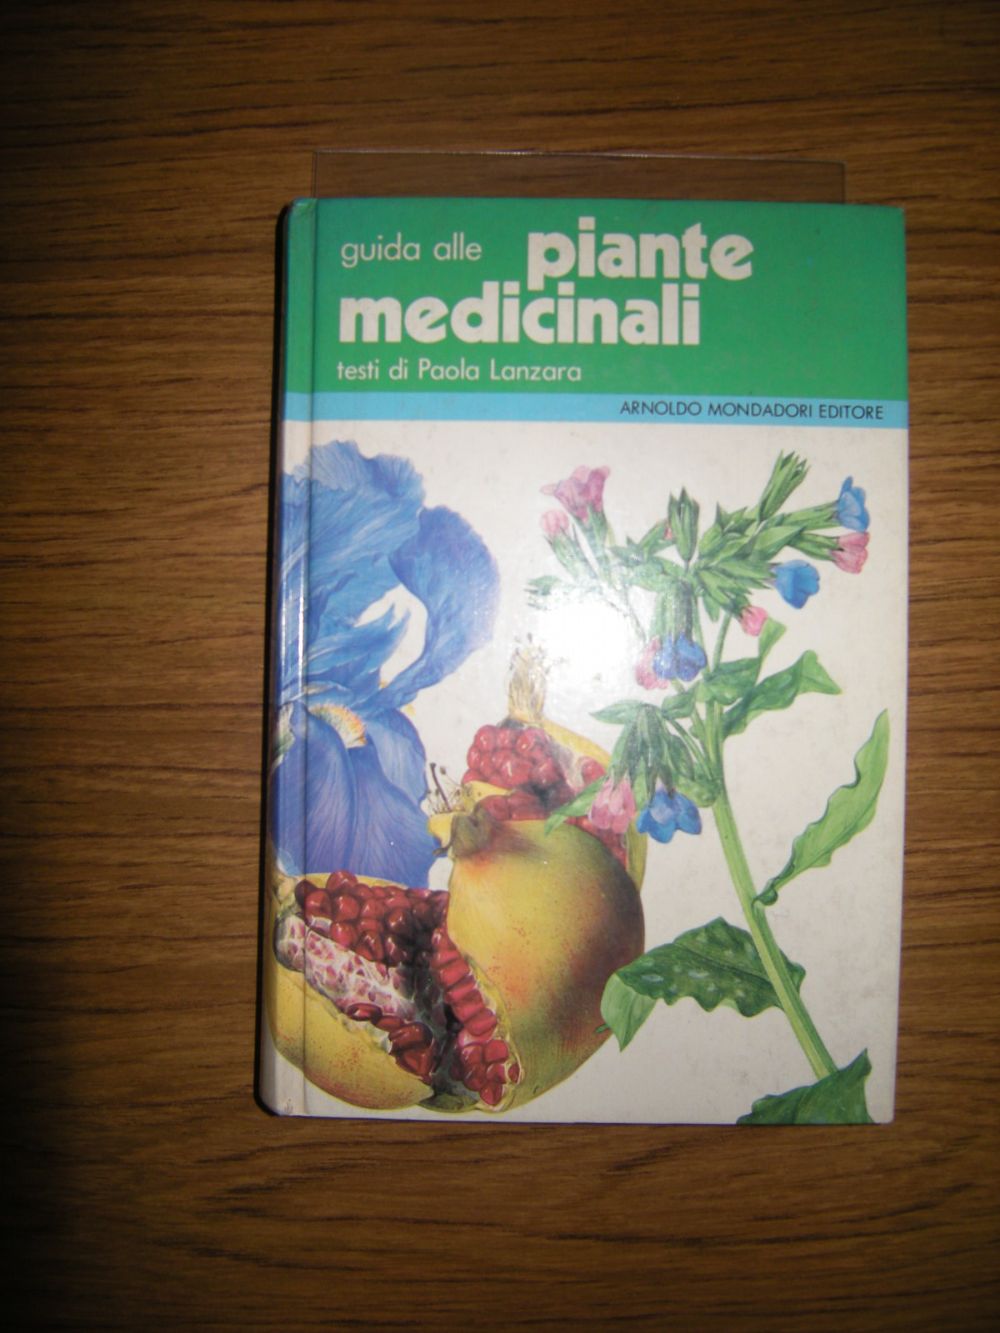 guida alle piante
medicinali
testi di Paola Lanzara
ARNOLDO MONDADORI EDITORE